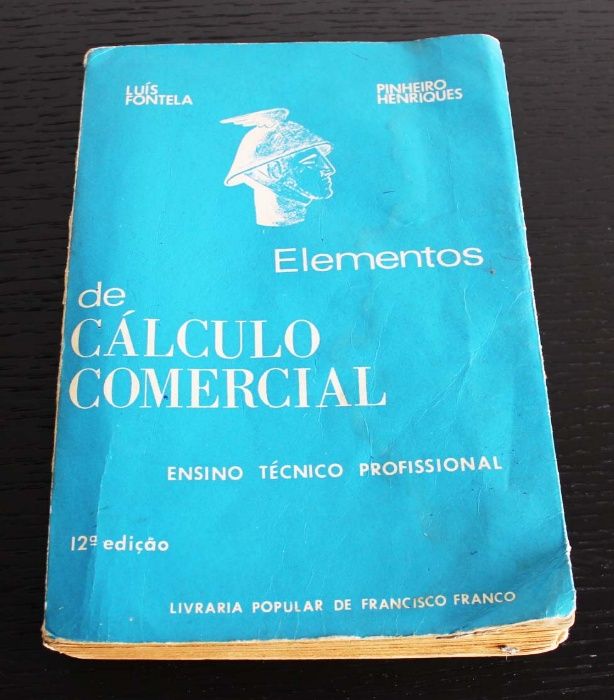 LUÍS
FONTELA
PINHEIRO
HENRIQUES
Elementos
de
CÁLCULO
COMERCIAL
ENSINO TÉCNICO PROFISSIONAL
12ª edição
LIVRARIA POPULAR DE FRANCISCO FRANCO